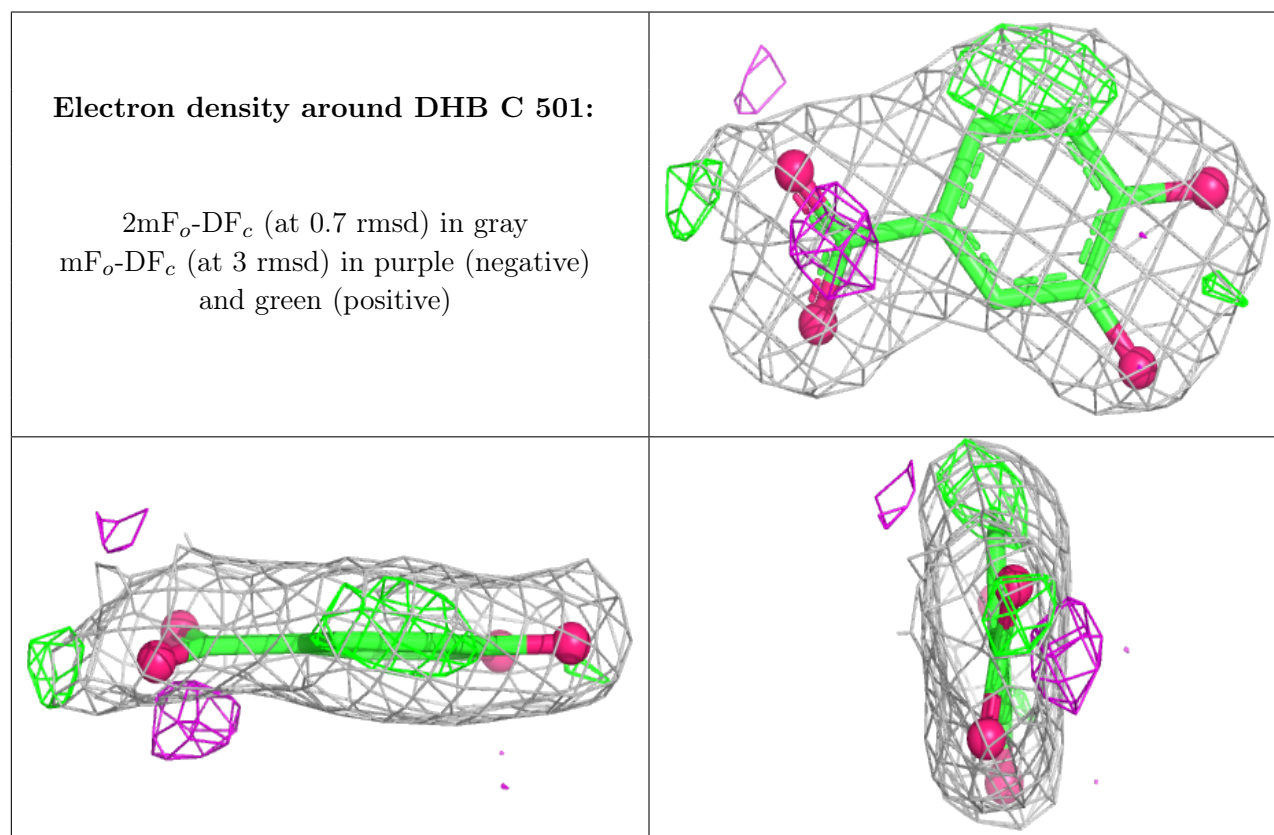 Electron density around DHB C 501:
2mFo-DFc (at 0.7 rmsd) in gray
mFo-DFc (at 3 rmsd) in purple (negative)
and green (positive)